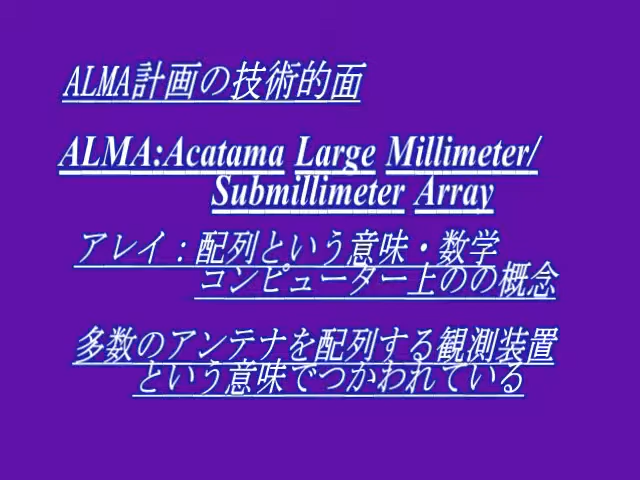 ALMA計画の技術的面
ALMA:Acatama Large Millimeter/
Submillimeter Array
アレイ：配列という意味・数学
コンピューター上のの概念
多数のアンテナを配列する観測装置
という意味でつかわれている